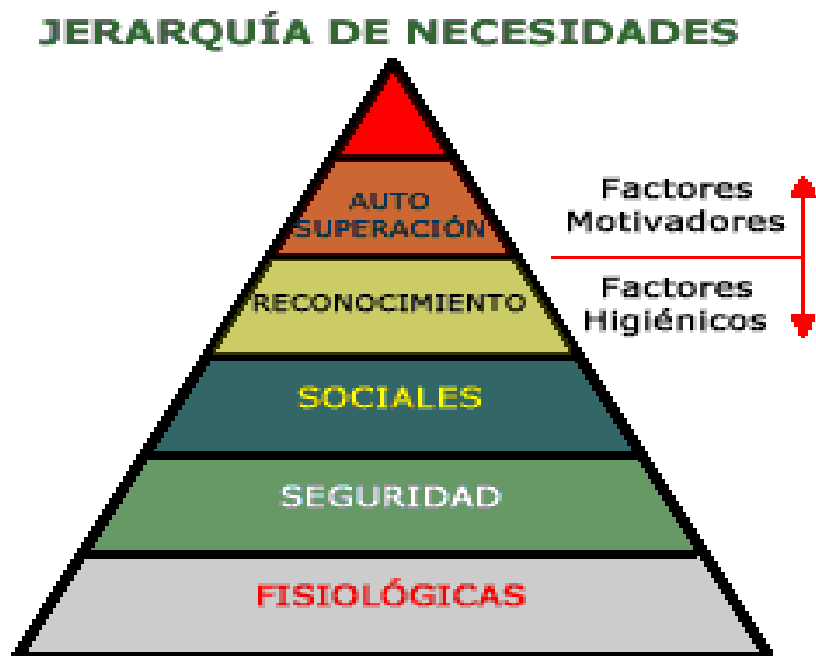 JERARQUÍA DE NECESIDADES
AUTO
SUPERACIÓN
Factores
Motivadores
RECONOCIMIENTO
Factores
Higiénicos
SOCIALES
SEGURIDAD
FISIOLÓGICAS